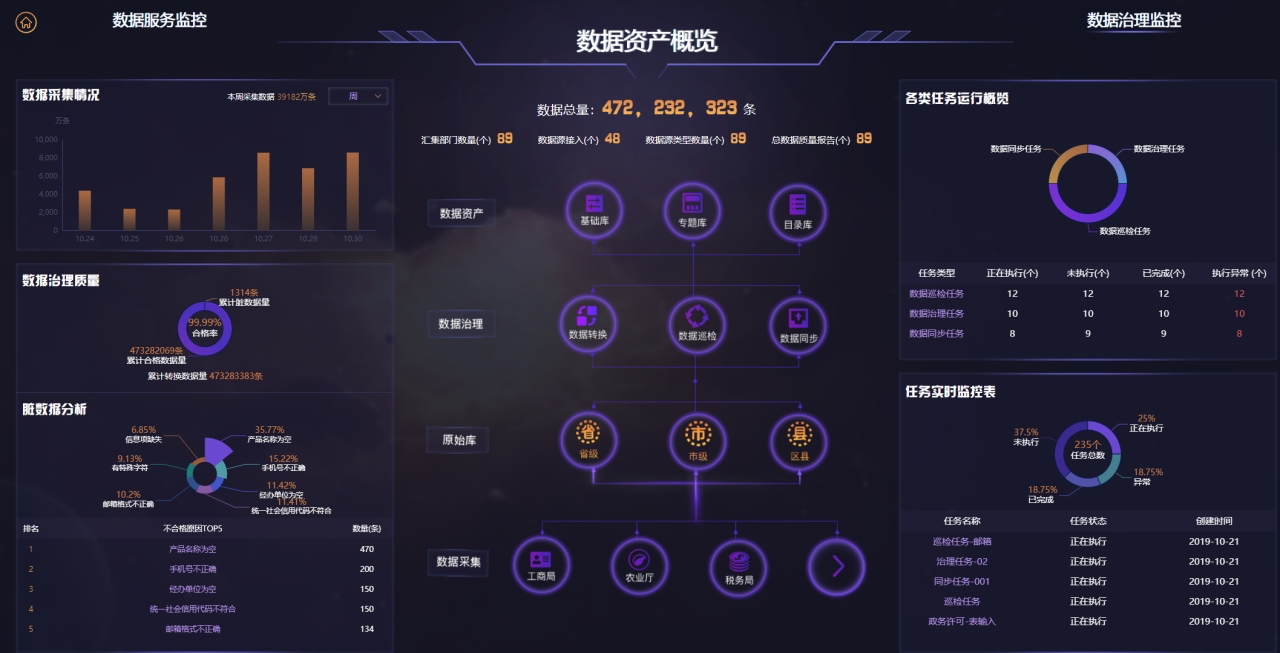 数据服务监控
数据资产概览
数据治理监控
数据采集情况
本周采集数据 39182万条
周
万条
10,000
8,000
6,000
4,000
2,000
0
10.24 10.25 10.26 10.26 10.27 10.29 10.30
数据治理质量
1314条
累计脏数据量
99.99%
合格率
473282069条
累计合格数据量
累计转换数据量 473283383条
脏数据分析
6.85%
信息项缺失
35.77%
产品名称为空
9.13%
有特殊字符
15.22%
手机号不正确
11.42%
经办单位为空
10.2%
邮箱格式不正确
11.41%
统一社会信用代码不符合
排名 不合格原因TOP5 数量(条)
1 产品名称为空 470
2 手机号不正确 200
3 经办单位为空 150
4 统一社会信用代码不符合 150
5 邮箱格式不正确 134
数据总量: 472, 232, 323 条
汇集部门数量(个) 89 数据源接入(个) 48 数据源类型数量(个) 89 总数据质量报告(个) 89
数据资产 基础库 专题库 目录库
数据治理 数据转换 数据巡检 数据同步
原始库
省 市 县
省级 市级 区县
数据采集 工商局 农业厅 税务局
各类任务运行概览
数据同步任务 数据治理任务
数据巡检任务
任务类型 正在执行(个) 未执行(个) 已完成(个) 执行异常 (个)
数据巡检任务 12 12 12 12
数据治理任务 10 10 10 10
数据同步任务 8 9 9 8
任务实时监控表
25%
正在执行
37.5%
未执行
235个
任务总数
18.75%
异常
18.75%
已完成
任务名称 任务状态 创建时间
巡检任务-邮箱 正在执行 2019-10-21
治理任务-02 正在执行 2019-10-21
同步任务-001 正在执行 2019-10-21
巡检任务 正在执行 2019-10-21
政务许可-表输入 正在执行 2019-10-21